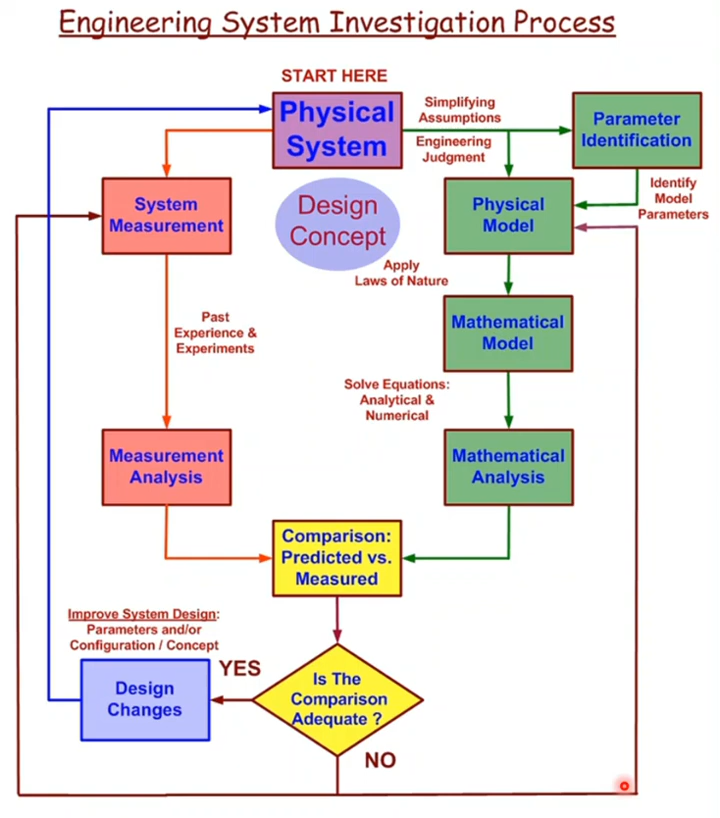 Engineering System Investigation Process
START HERE
Physical
System
Simplifying
Assumptions
Engineering
Judgment
Parameter
Identification
Identify
Model
Parameters
System
Measurement
Design
Concept
Physical
Model
Apply
Laws of Nature
Past
Experience &
Experiments
Mathematical
Model
Solve Equations:
Analytical &
Numerical
Measurement
Analysis
Mathematical
Analysis
Comparison:
Predicted vs.
Measured
Improve System Design:
Parameters and/or
Configuration / Concept
Design
Changes
YES
Is The
Comparison
Adequate ?
NO